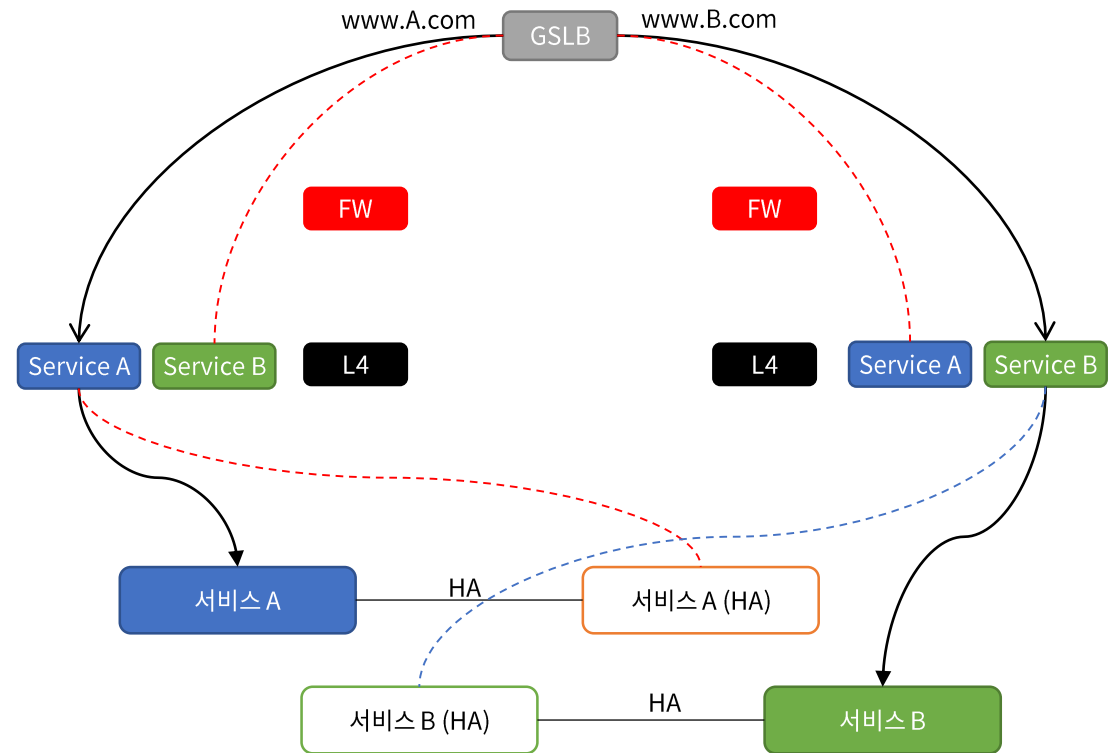 www.A.com
GSLB
www.B.com
FW
FW
Service A
Service B
L4
L4
Service A
Service B
HA
서비스 A
서비스 A (HA)
HA
서비스 B (HA)
서비스 B